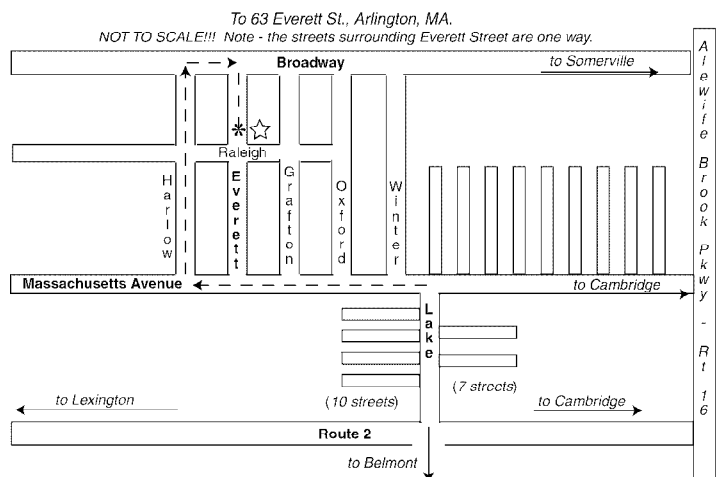 To 63 Everett St., Arlington, MA.
NOT TO SCALE!!! Note - the streets surrounding Everett Street are one way.
Broadway
to Somerville
Alewife Brook Pkwy - Rt 16
Raleigh
Harlow
Everett
Grafton
Oxford
Winter
Massachusetts Avenue
to Cambridge
Lake
(10 streets)
(7 streets)
to Lexington
to Cambridge
Route 2
to Belmont